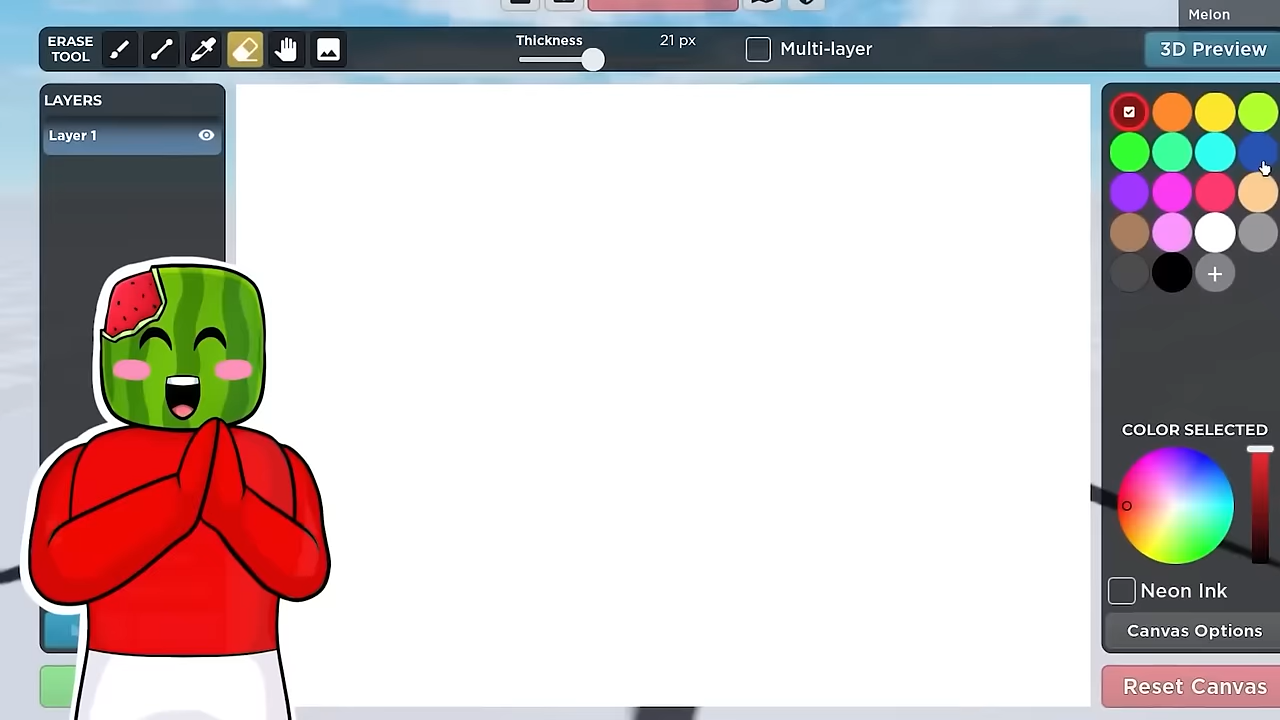 Melon
ERASE
TOOL
Thickness
21 px
Multi-layer
3D Preview
LAYERS
Layer 1
COLOR SELECTED
Neon Ink
Canvas Options
Reset Canvas